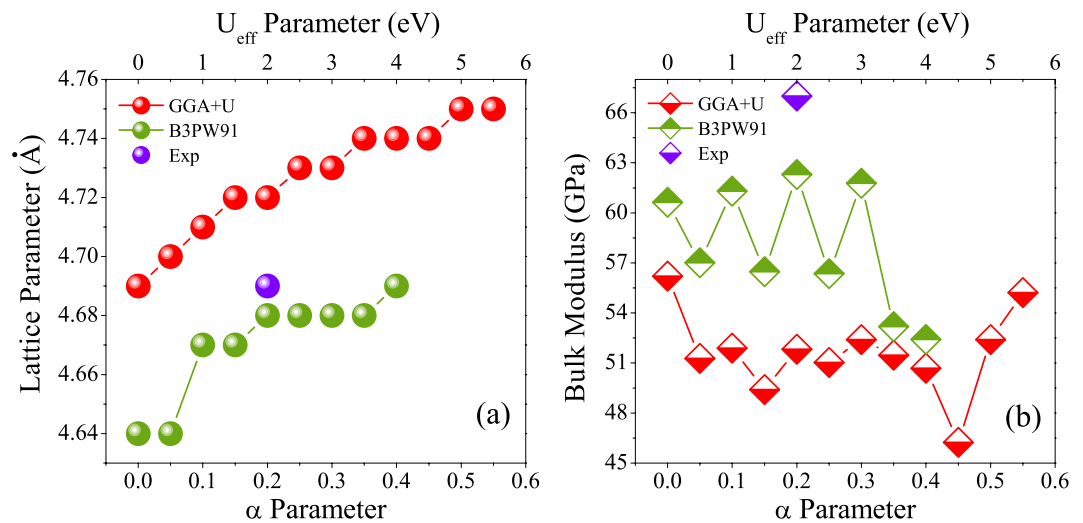 U_eff Parameter (eV)
0 1 2 3 4 5 6
4.76
4.74
4.72
4.70
4.68
4.66
4.64
Lattice Parameter (Å)
GGA+U
B3PW91
Exp
(a)
0.0 0.1 0.2 0.3 0.4 0.5 0.6
α Parameter
U_eff Parameter (eV)
0 1 2 3 4 5 6
66
63
60
57
54
51
48
45
Bulk Modulus (GPa)
GGA+U
B3PW91
Exp
(b)
0.0 0.1 0.2 0.3 0.4 0.5 0.6
α Parameter